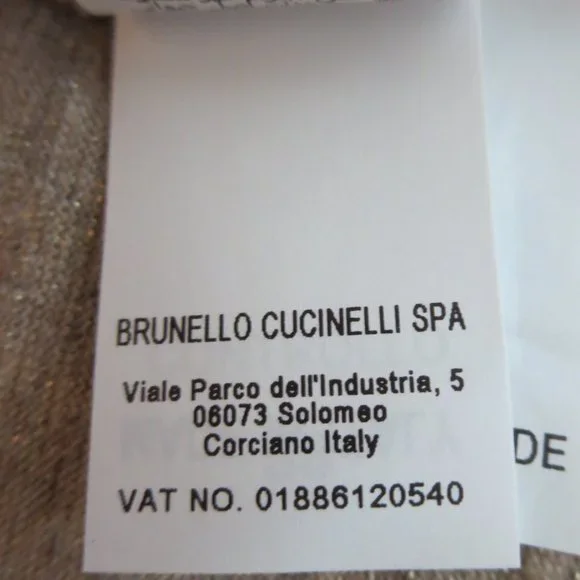 BRUNELLO CUCINELLI SPA
Viale Parco dell'Industria, 5
06073 Solomeo
Corciano Italy
VAT NO. 01886120540
DE